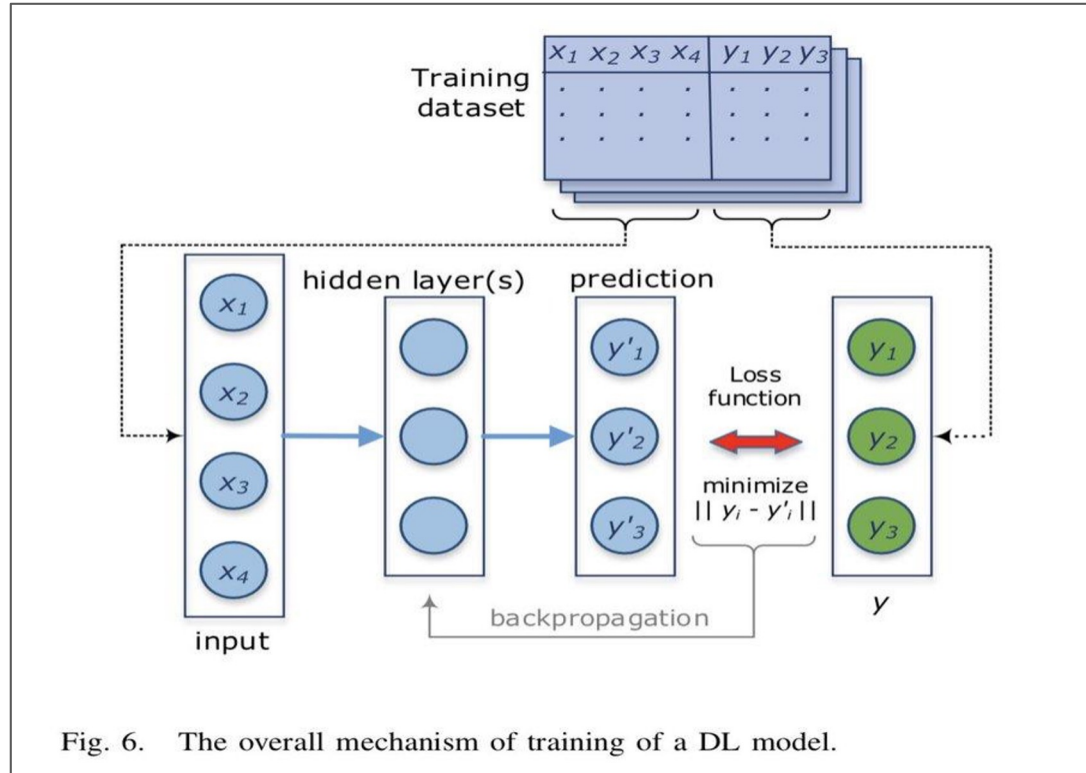 x₁ x₂ x₃ x₄ y₁ y₂ y₃
Training
dataset
hidden layer(s)
prediction
x₁
x₂
x₃
x₄
input
y'₁
y'₂
y'₃
Loss
function
minimize
|| yᵢ - y'ᵢ ||
backpropagation
y₁
y₂
y₃
y
Fig. 6. The overall mechanism of training of a DL model.